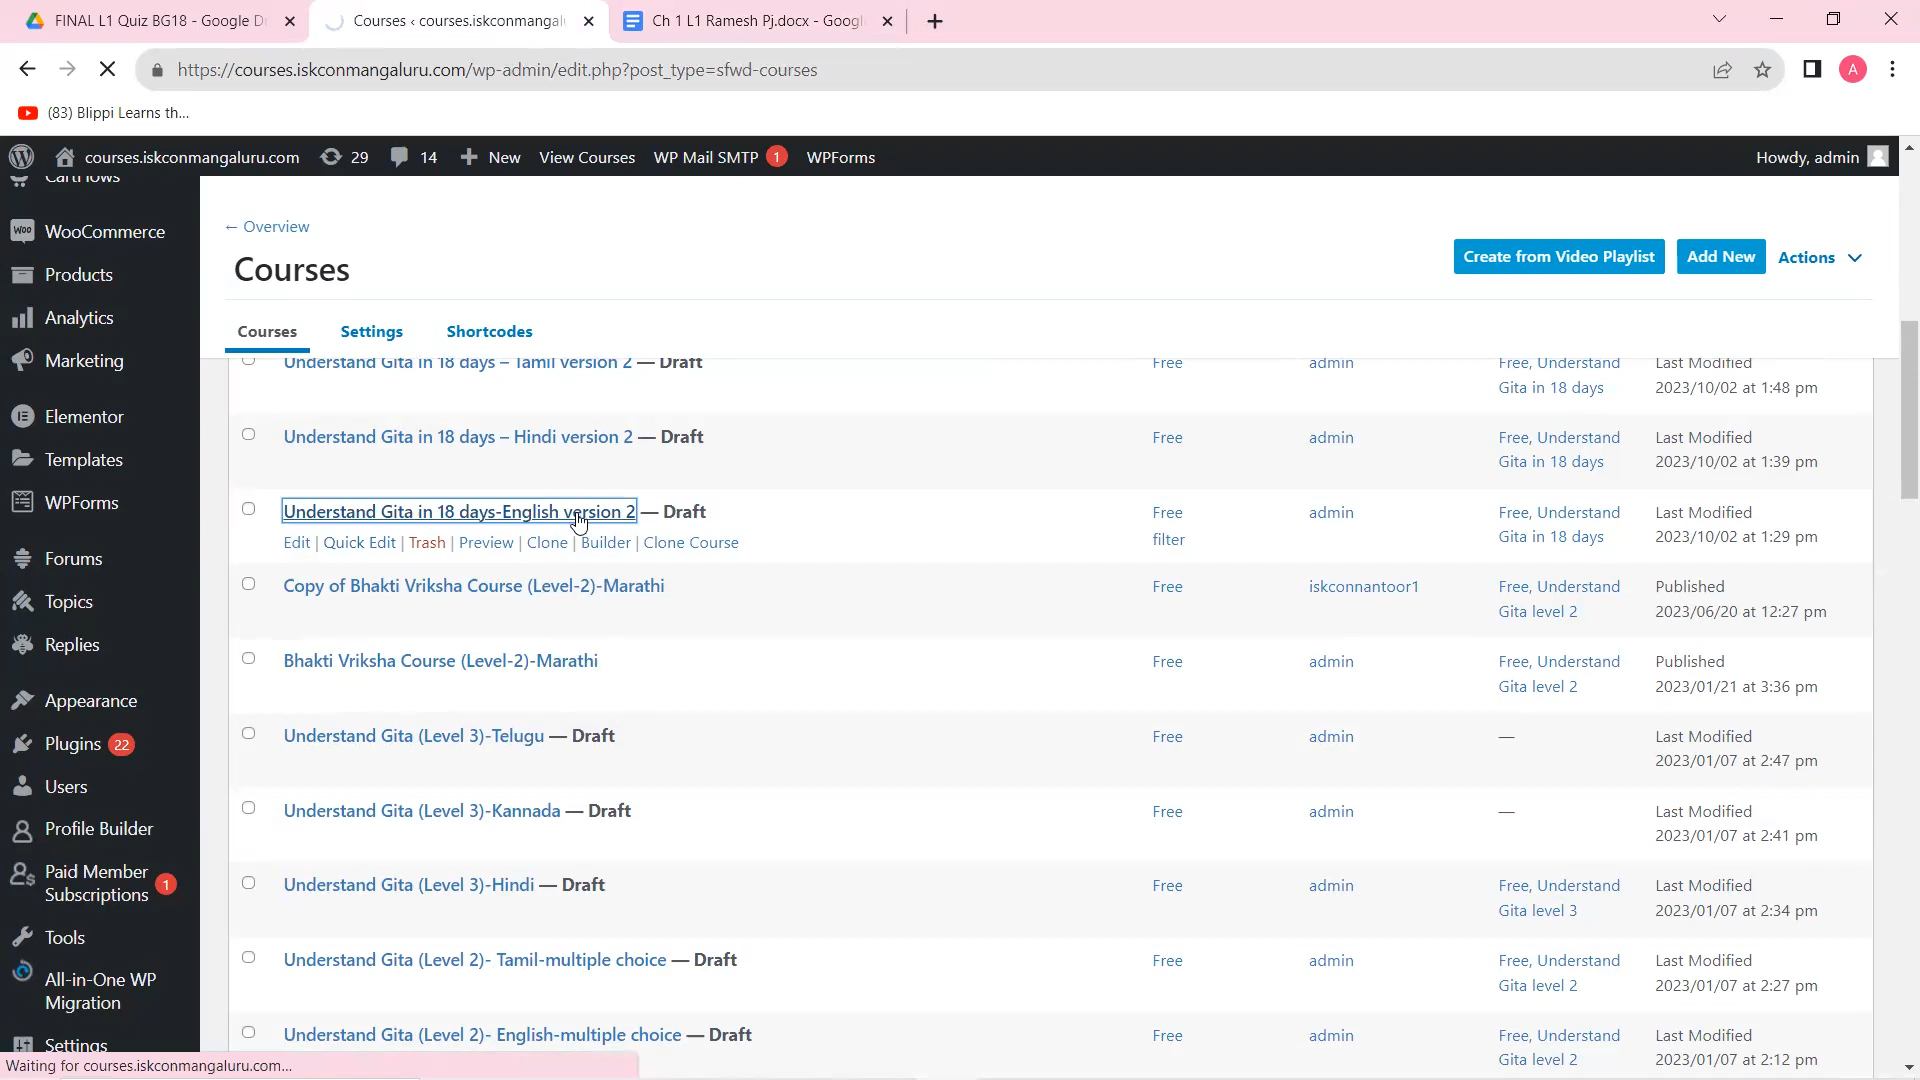 FINAL L1 Quiz BG18 - Google D
Courses ‹ courses.iskconmangal
Ch 1 L1 Ramesh Pj.docx - Googl
https://courses.iskconmangaluru.com/wp-admin/edit.php?post_type=sfwd-courses
A
(83) Blippi Learns th...
courses.iskconmangaluru.com 29 14 New View Courses WP Mail SMTP 1 WPForms Howdy, admin
CartFlows
WooCommerce
Products
Analytics
Marketing
Elementor
Templates
WPForms
Forums
Topics
Replies
Appearance
Plugins 22
Users
Profile Builder
Paid Member
Subscriptions 1
Tools
All-in-One WP
Migration
Settings
← Overview
Courses
Create from Video Playlist Add New Actions
Courses Settings Shortcodes
Understand Gita in 18 days – Tamil version 2 — Draft Free admin Free, Understand Last Modified
Gita in 18 days 2023/10/02 at 1:48 pm
Understand Gita in 18 days – Hindi version 2 — Draft Free admin Free, Understand Last Modified
Gita in 18 days 2023/10/02 at 1:39 pm
Understand Gita in 18 days-English version 2 — Draft Free admin Free, Understand Last Modified
Edit | Quick Edit | Trash | Preview | Clone | Builder | Clone Course filter Gita in 18 days 2023/10/02 at 1:29 pm
Copy of Bhakti Vriksha Course (Level-2)-Marathi Free iskconnantoor1 Free, Understand Published
Gita level 2 2023/06/20 at 12:27 pm
Bhakti Vriksha Course (Level-2)-Marathi Free admin Free, Understand Published
Gita level 2 2023/01/21 at 3:36 pm
Understand Gita (Level 3)-Telugu — Draft Free admin — Last Modified
2023/01/07 at 2:47 pm
Understand Gita (Level 3)-Kannada — Draft Free admin — Last Modified
2023/01/07 at 2:41 pm
Understand Gita (Level 3)-Hindi — Draft Free admin Free, Understand Last Modified
Gita level 3 2023/01/07 at 2:34 pm
Understand Gita (Level 2)- Tamil-multiple choice — Draft Free admin Free, Understand Last Modified
Gita level 2 2023/01/07 at 2:27 pm
Understand Gita (Level 2)- English-multiple choice — Draft Free admin Free, Understand Last Modified
Gita level 2 2023/01/07 at 2:12 pm
Waiting for courses.iskconmangaluru.com...